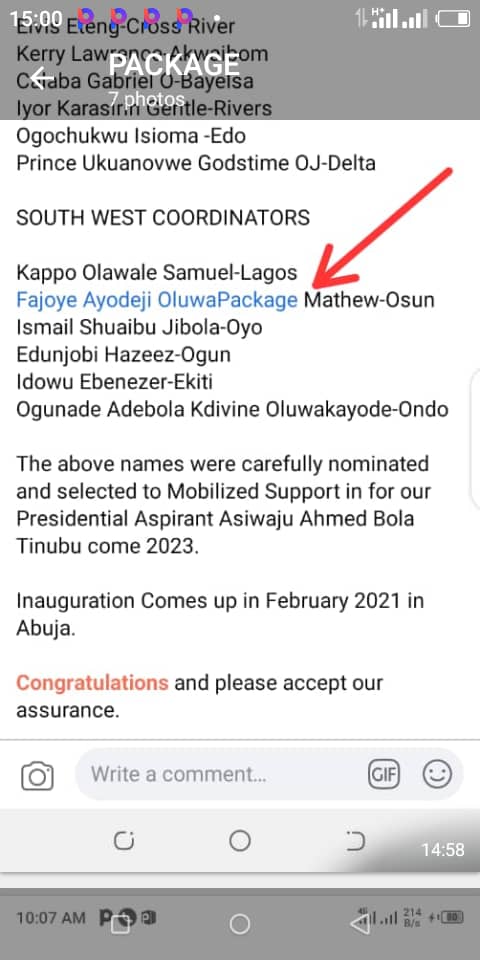 15:00
Elvis Eteng-Cross River
Kerry Lawrence-Akwaibom
PACKAGE
Gabriel O-Bayelsa
7 photos
Iyor Gentle-Rivers
Ogochukwu Isioma -Edo
Prince Ukuanovwe Godstime OJ-Delta
SOUTH WEST COORDINATORS
Kappo Olawale Samuel-Lagos
Fajoye Ayodeji OluwaPackage Mathew-Osun
Ismail Shuaibu Jibola-Oyo
Edunjobi Hazeez-Ogun
Idowu Ebenezer-Ekiti
Ogunade Adebola Kdivine Oluwakayode-Ondo
The above names were carefully nominated
and selected to Mobilized Support in for our
Presidential Aspirant Asiwaju Ahmed Bola
Tinubu come 2023.
Inauguration Comes up in February 2021 in
Abuja.
Congratulations and please accept our
assurance.
Write a comment...
GIF
14:58
10:07 AM
4G
214
B/s
80